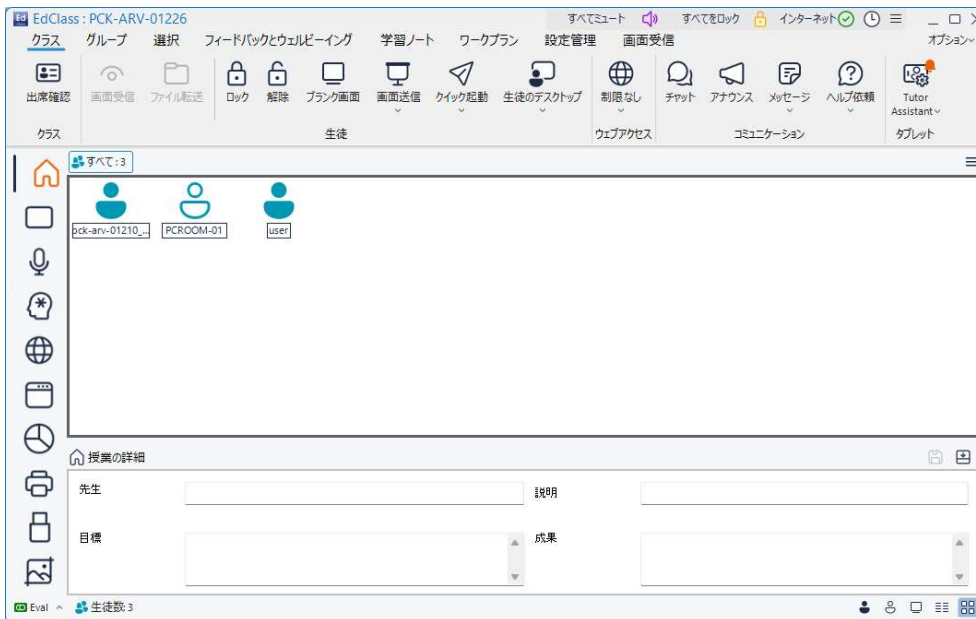 Ed EdClass : PCK-ARV-01226 すべてミュート すべてをロック インターネット
クラス グループ 選択 フィードバックとウェルビーイング 学習ノート ワークプラン 設定管理 画面受信 オプション
出席確認 画面受信 ファイル転送 ロック 解除 ブランク画面 画面送信 クイック起動 生徒のデスクトップ 制限なし チャット アナウンス メッセージ ヘルプ依頼 Tutor
Assistant
クラス 生徒 ウェブアクセス コミュニケーション タブレット
すべて : 3
pck-arv-01210_... PCROOM-01 user
授業の詳細
先生 説明
目標 成果
Eval 生徒数: 3